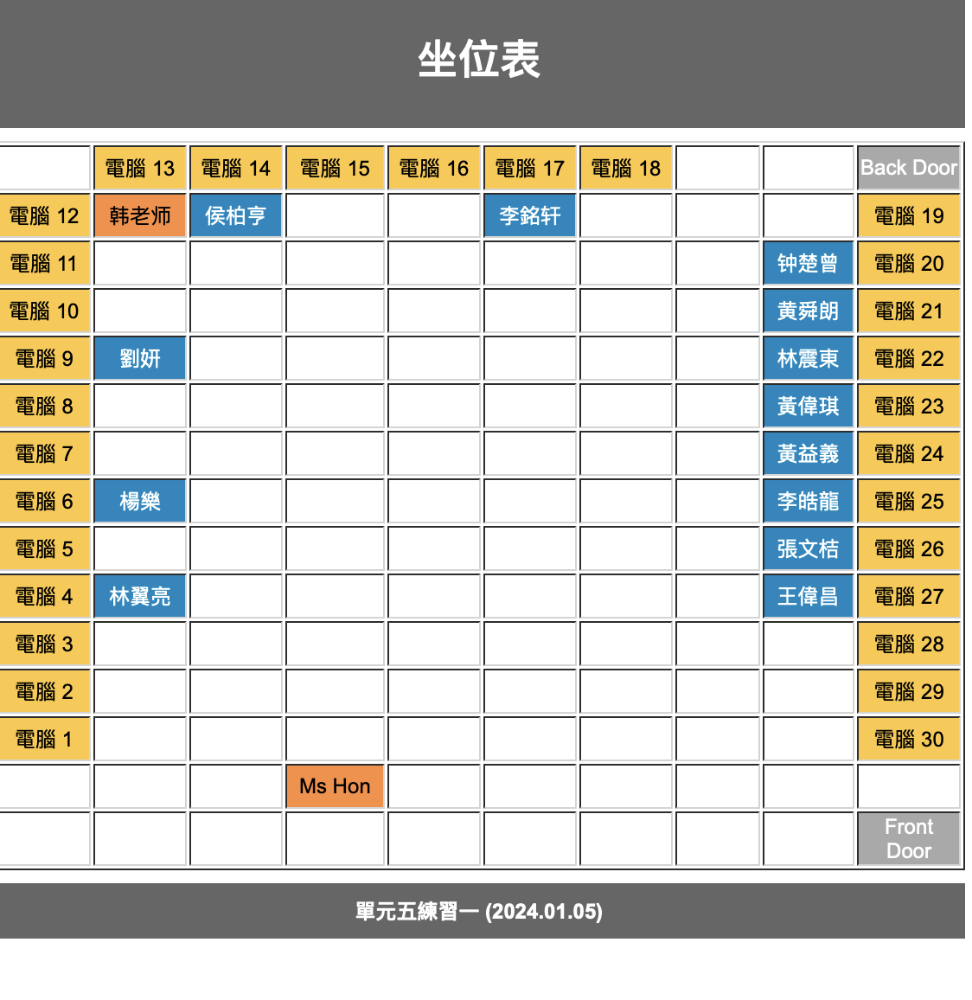 坐位表
電腦 13 電腦 14 電腦 15 電腦 16 電腦 17 電腦 18 Back Door
電腦 12 韩老师 侯柏亨 李銘轩 電腦 19
電腦 11 钟楚曾 電腦 20
電腦 10 黄舜朗 電腦 21
電腦 9 劉妍 林震東 電腦 22
電腦 8 黃偉琪 電腦 23
電腦 7 黃益義 電腦 24
電腦 6 楊樂 李皓龍 電腦 25
電腦 5 張文桔 電腦 26
電腦 4 林翼亮 王偉昌 電腦 27
電腦 3 電腦 28
電腦 2 電腦 29
電腦 1 電腦 30
Ms Hon
Front
Door
單元五練習一 (2024.01.05)